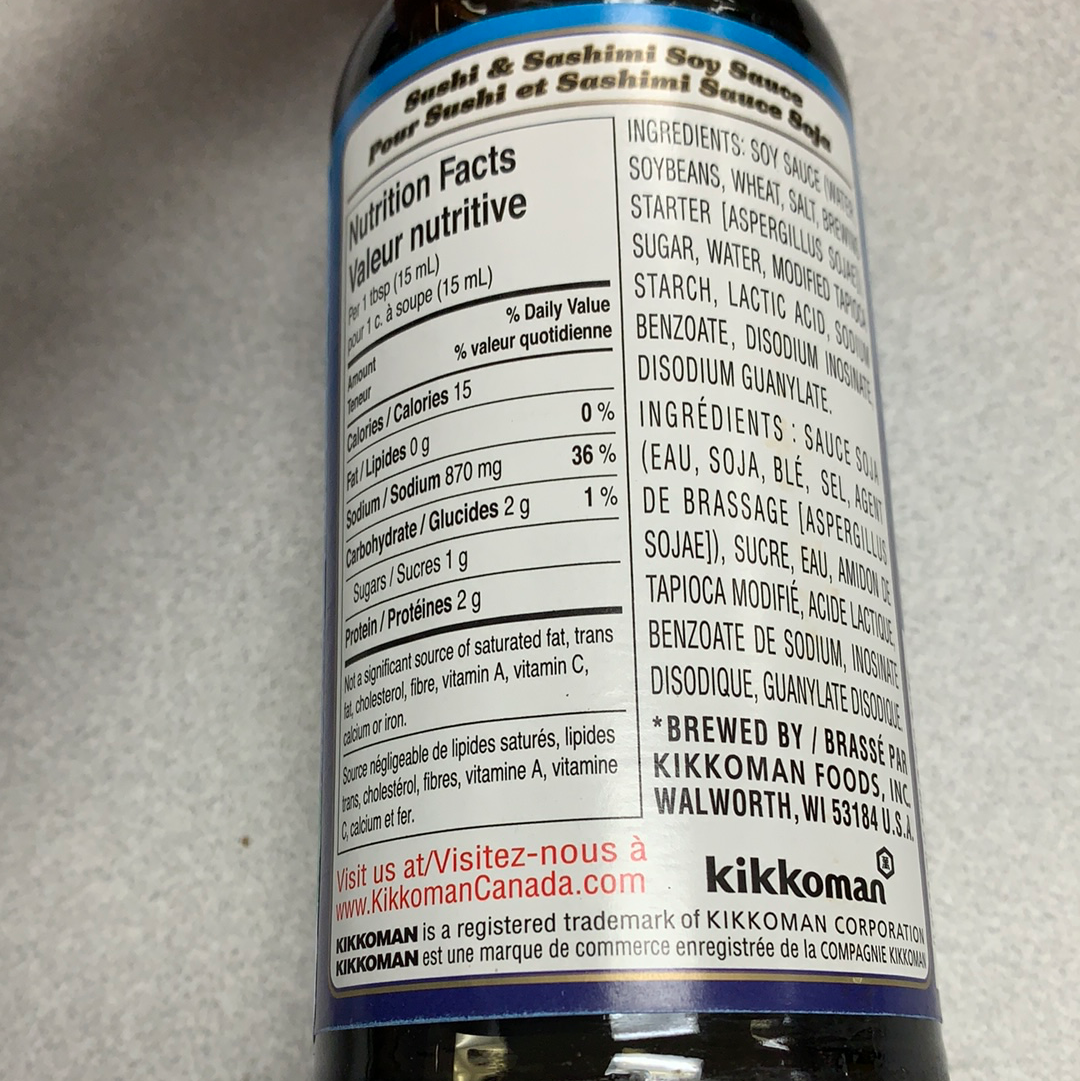 Sushi & Sashimi Soy Sauce
Pour Sushi et Sashimi Sauce Soja
Nutrition Facts
Valeur nutritive
Per 1 tbsp (15 mL)
pour 1 c. à soupe (15 mL)
Amount
Teneur
% Daily Value
% valeur quotidienne
Calories / Calories 15
Fat / Lipides 0 g 0 %
Sodium / Sodium 870 mg 36 %
Carbohydrate / Glucides 2 g 1 %
Sugars / Sucres 1 g
Protein / Protéines 2 g
Not a significant source of saturated fat, trans
fat, cholesterol, fibre, vitamin A, vitamin C,
calcium or iron.
Source négligeable de lipides saturés, lipides
trans, cholestérol, fibres, vitamine A, vitamine
C, calcium et fer.
INGREDIENTS: SOY SAUCE (WATER
SOYBEANS, WHEAT, SALT, BREWING
STARTER [ASPERGILLUS SOJAE]
SUGAR, WATER, MODIFIED TAPIOCA
STARCH, LACTIC ACID, SODIUM
BENZOATE, DISODIUM INOSINATE,
DISODIUM GUANYLATE.
INGRÉDIENTS : SAUCE SOJA
(EAU, SOJA, BLÉ, SEL, AGENT
DE BRASSAGE [ASPERGILLUS
SOJAE]), SUCRE, EAU, AMIDON DE
TAPIOCA MODIFIÉ, ACIDE LACTIQUE,
BENZOATE DE SODIUM, INOSINATE
DISODIQUE, GUANYLATE DISODIQUE.
*BREWED BY / BRASSÉ PAR
KIKKOMAN FOODS, INC.
WALWORTH, WI 53184 U.S.A.
Visit us at/Visitez-nous à
www.KikkomanCanada.com
kikkoman
KIKKOMAN is a registered trademark of KIKKOMAN CORPORATION
KIKKOMAN est une marque de commerce enregistrée de la COMPAGNIE KIKKOMAN